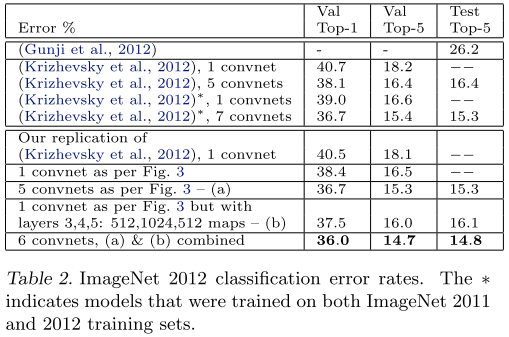 Val Val Test
Error % Top-1 Top-5 Top-5
(Gunji et al., 2012) - - 26.2
(Krizhevsky et al., 2012), 1 convnet 40.7 18.2 −−
(Krizhevsky et al., 2012), 5 convnets 38.1 16.4 16.4
(Krizhevsky et al., 2012)*, 1 convnets 39.0 16.6 −−
(Krizhevsky et al., 2012)*, 7 convnets 36.7 15.4 15.3
Our replication of
(Krizhevsky et al., 2012), 1 convnet 40.5 18.1 −−
1 convnet as per Fig. 3 38.4 16.5 −−
5 convnets as per Fig. 3 – (a) 36.7 15.3 15.3
1 convnet as per Fig. 3 but with
layers 3,4,5: 512,1024,512 maps – (b) 37.5 16.0 16.1
6 convnets, (a) & (b) combined 36.0 14.7 14.8
Table 2. ImageNet 2012 classification error rates. The *
indicates models that were trained on both ImageNet 2011
and 2012 training sets.